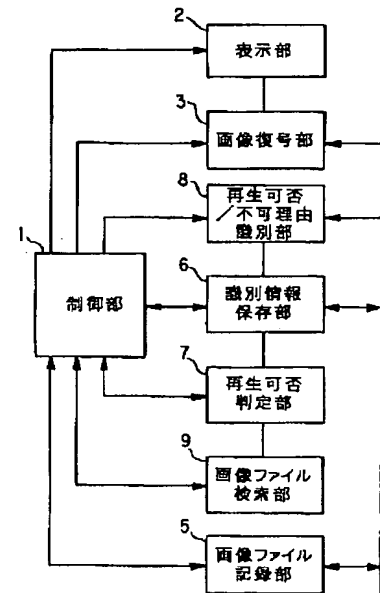 2
表示部
3
画像復号部
8
再生可否
／不可理由
識別部
1
制御部
6
識別情報
保存部
7
再生可否
判定部
9
画像ファイル
検索部
5
画像ファイル
記録部